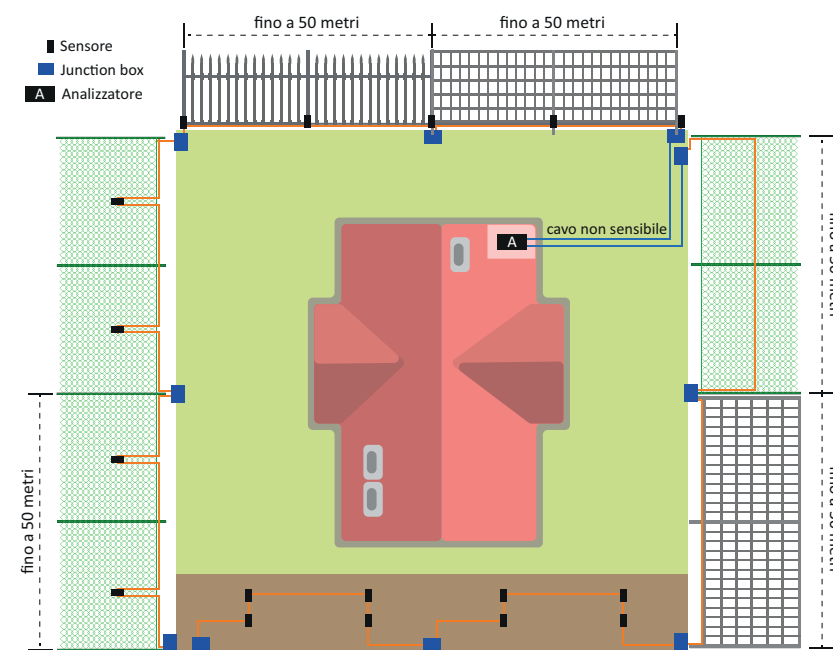 fino a 50 metri
fino a 50 metri
Sensore
Junction box
A Analizzatore
cavo non sensibile
A
fino a 50 metri